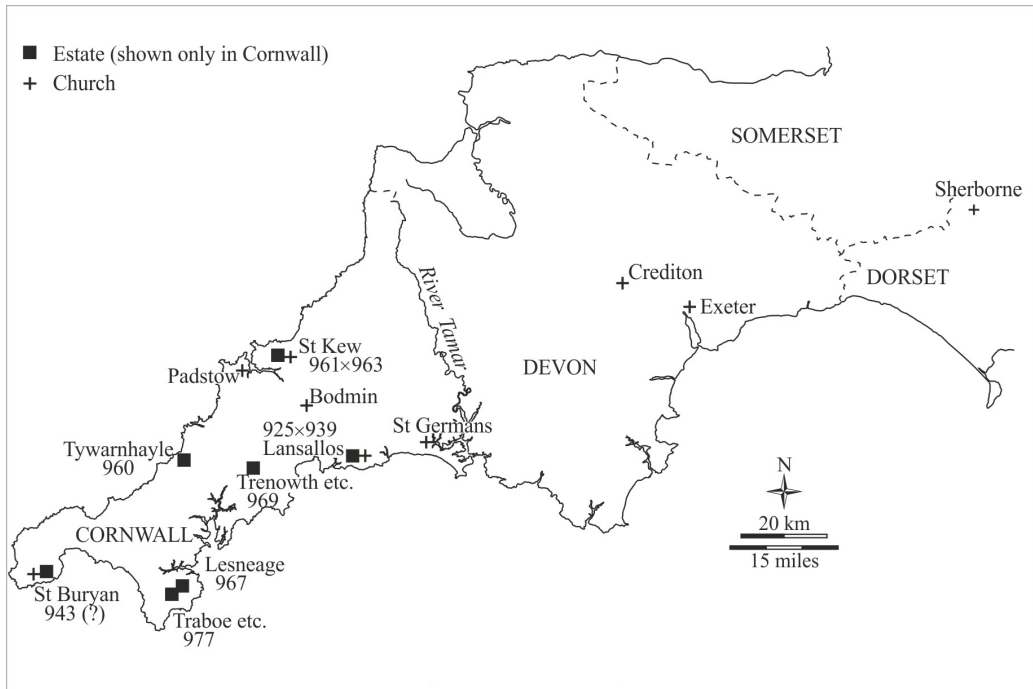 Estate (shown only in Cornwall)
Church
SOMERSET
Sherborne
DORSET
Crediton
Exeter
River Tamar
DEVON
St Kew
961×963
Padstow
Bodmin
925×939
Lansallos
St Germans
Tywarnhayle
960
Trenowth etc.
969
CORNWALL
Lesneage
967
St Buryan
943 (?)
Traboe etc.
977
N
20 km
15 miles